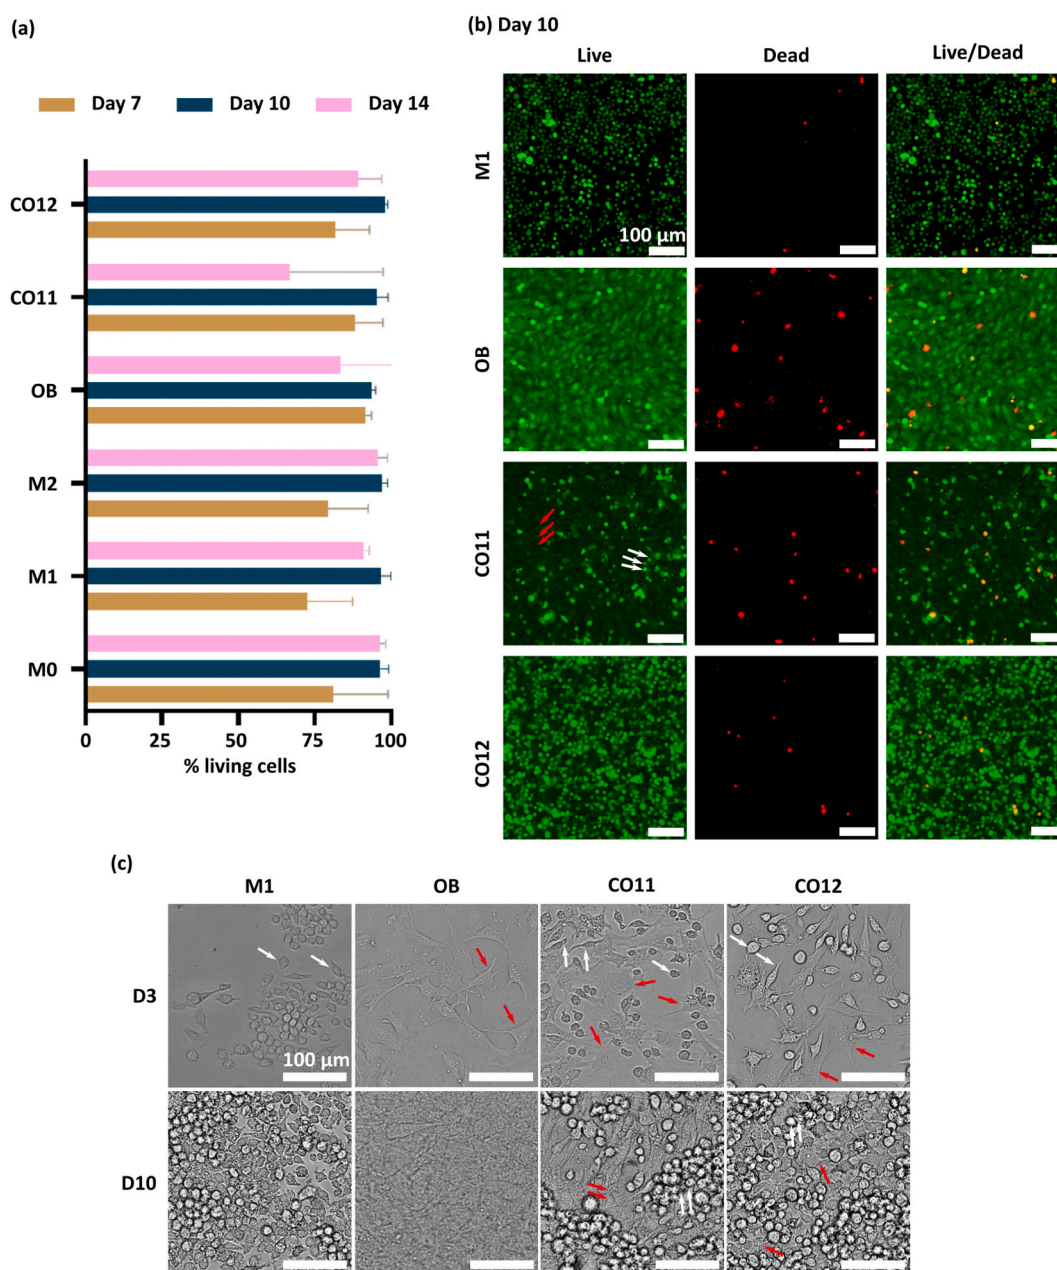 (a)
Day 7 Day 10 Day 14
CO12
CO11
OB
M2
M1
M0
0 25 50 75 100
% living cells
(b) Day 10
Live Dead Live/Dead
M1
100 µm
OB
CO11
CO12
(c)
M1 OB CO11 CO12
D3
100 µm
D10